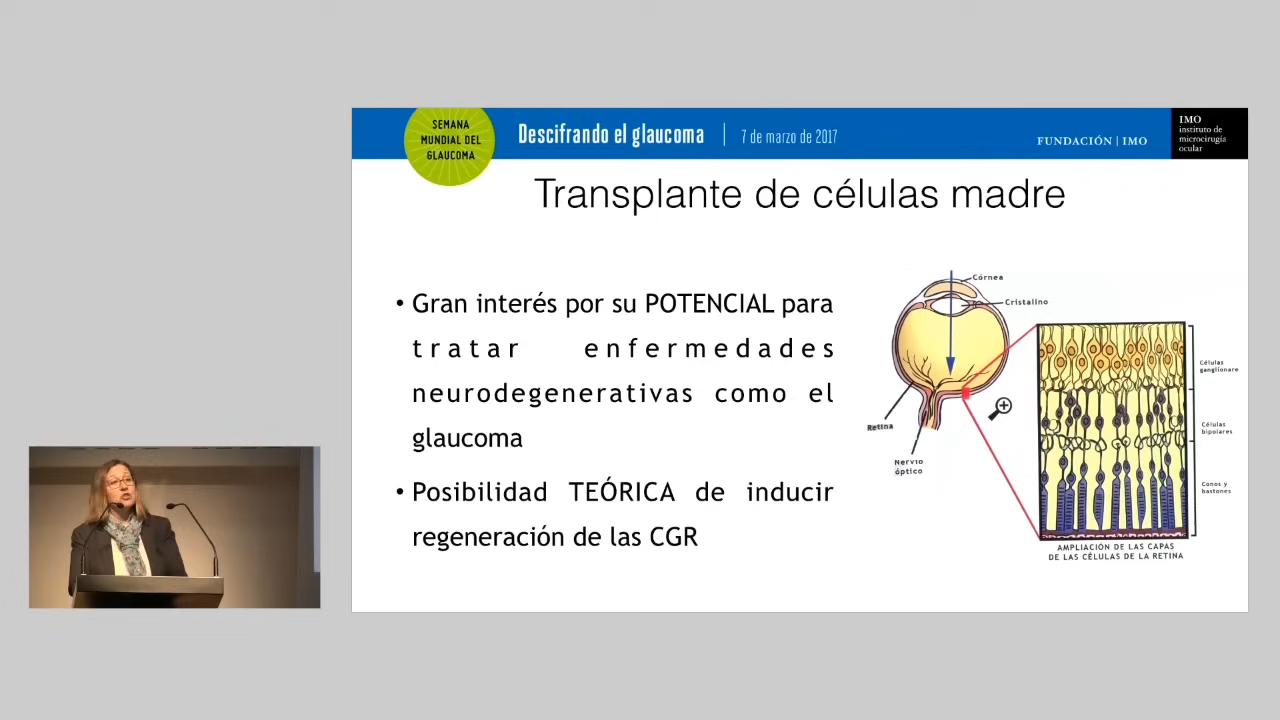 SEMANA
MUNDIAL DEL
GLAUCOMA
Descifrando el glaucoma
7 de marzo de 2017
FUNDACIÓN | IMO
IMO
instituto de
microcirugía
ocular
Transplante de células madre
• Gran interés por su POTENCIAL para
tratar enfermedades
neurodegenerativas como el
glaucoma
• Posibilidad TEÓRICA de inducir
regeneración de las CGR
Córnea
Cristalino
Retina
Nervio
óptico
Células
ganglionare
Células
bipolares
Conos y
bastones
AMPLIACIÓN DE LAS CAPAS
DE LAS CÉLULAS DE LA RETINA